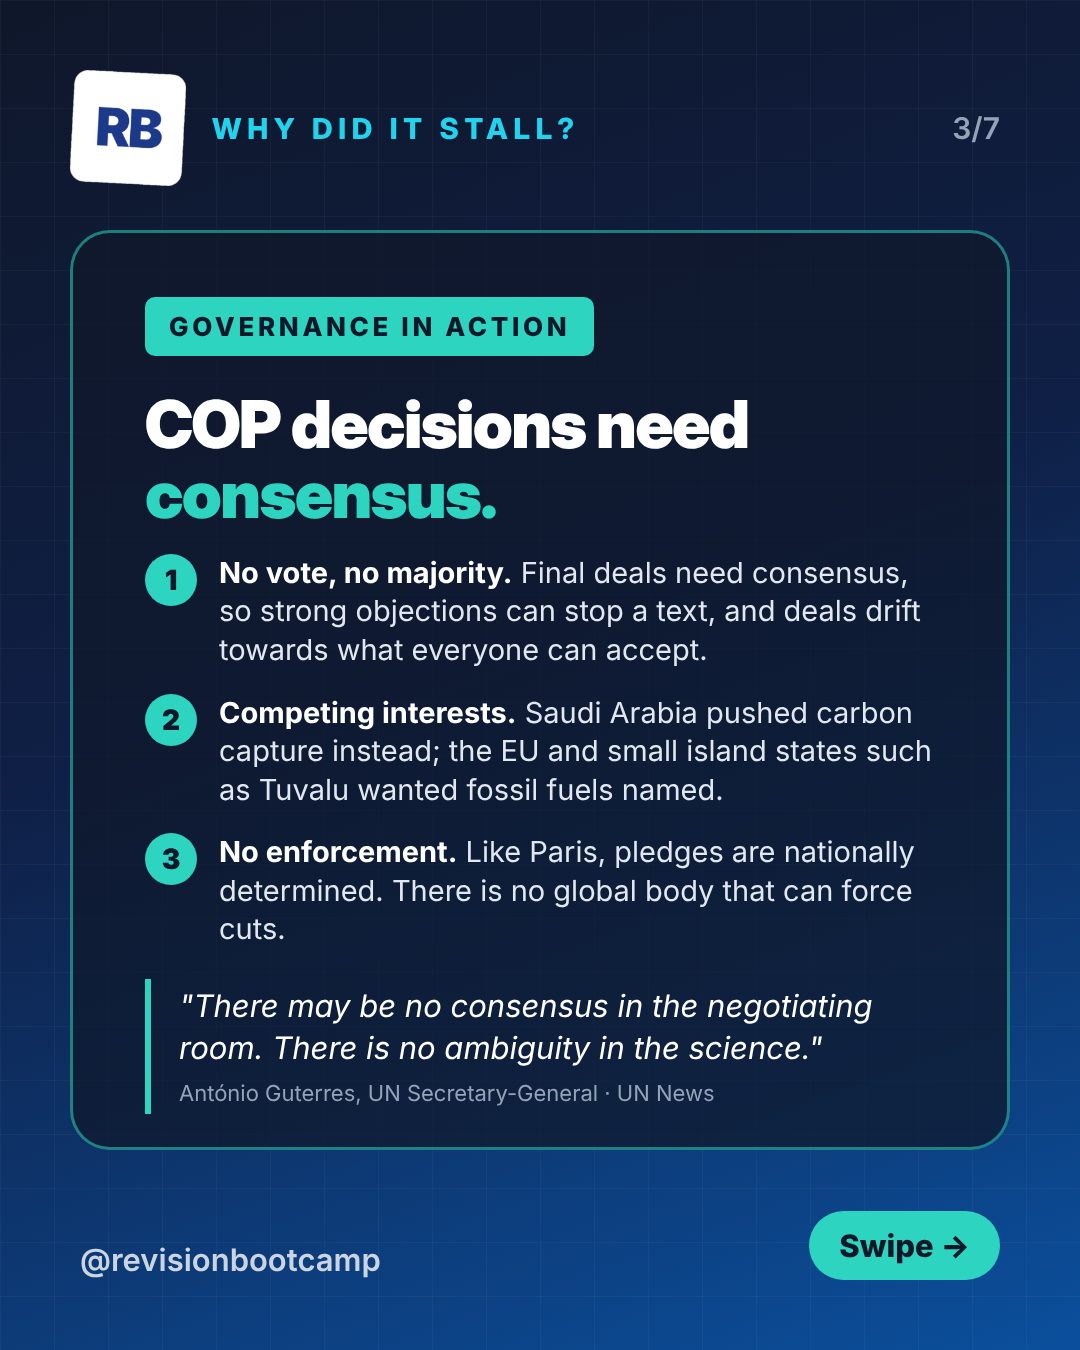 RB
WHY DID IT STALL?
3/7
GOVERNANCE IN ACTION
COP decisions need
consensus.
1
No vote, no majority. Final deals need consensus,
so strong objections can stop a text, and deals drift
towards what everyone can accept.
2
Competing interests. Saudi Arabia pushed carbon
capture instead; the EU and small island states such
as Tuvalu wanted fossil fuels named.
3
No enforcement. Like Paris, pledges are nationally
determined. There is no global body that can force
cuts.
"There may be no consensus in the negotiating
room. There is no ambiguity in the science."
António Guterres, UN Secretary-General · UN News
@revisionbootcamp
Swipe →